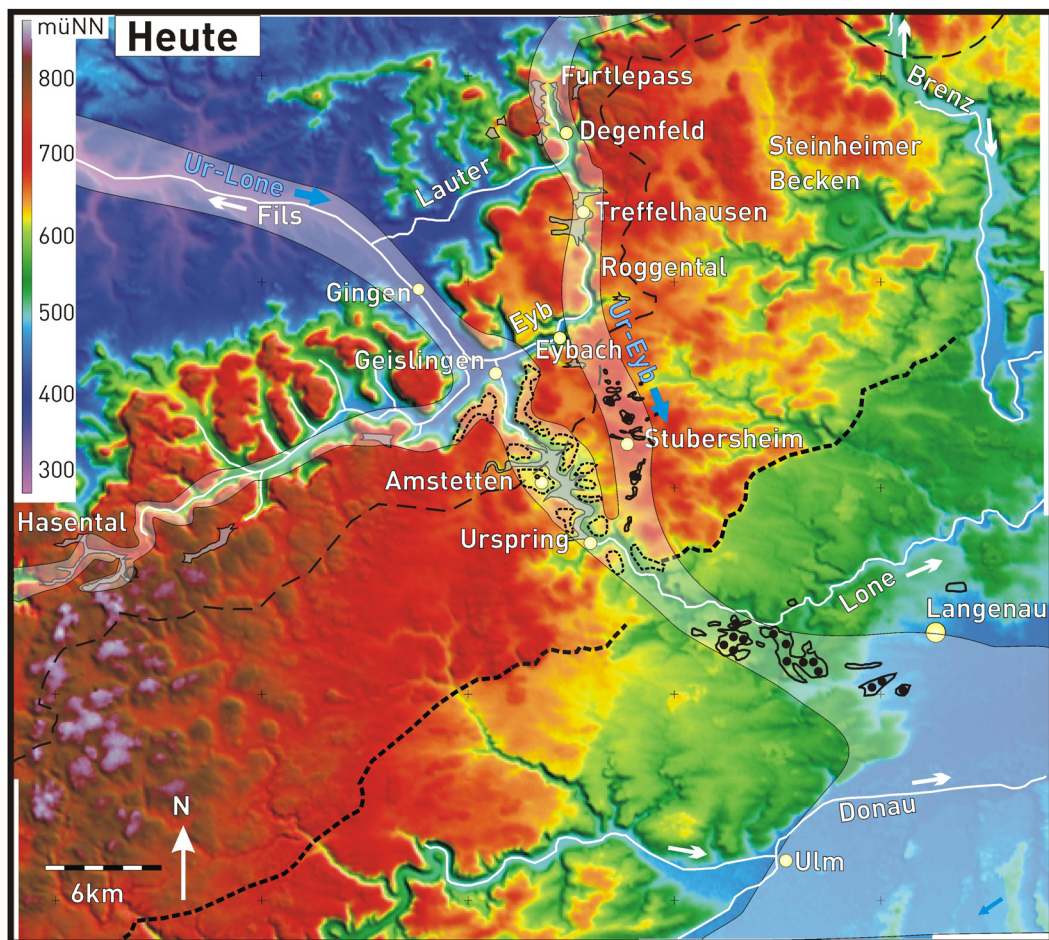 müNN
Heute
800
700
600
500
400
300
Furtlepass
Degenfeld
Brenz
Steinheimer
Becken
Ur-Lone
Fils
Lauter
Treffelhausen
Roggental
Gingen
Eyb
Ur-Eyb
Geislingen
Eybach
Stubersheim
Amstetten
Hasental
Urspring
Lone
Langenau
Donau
Ulm
N
6km